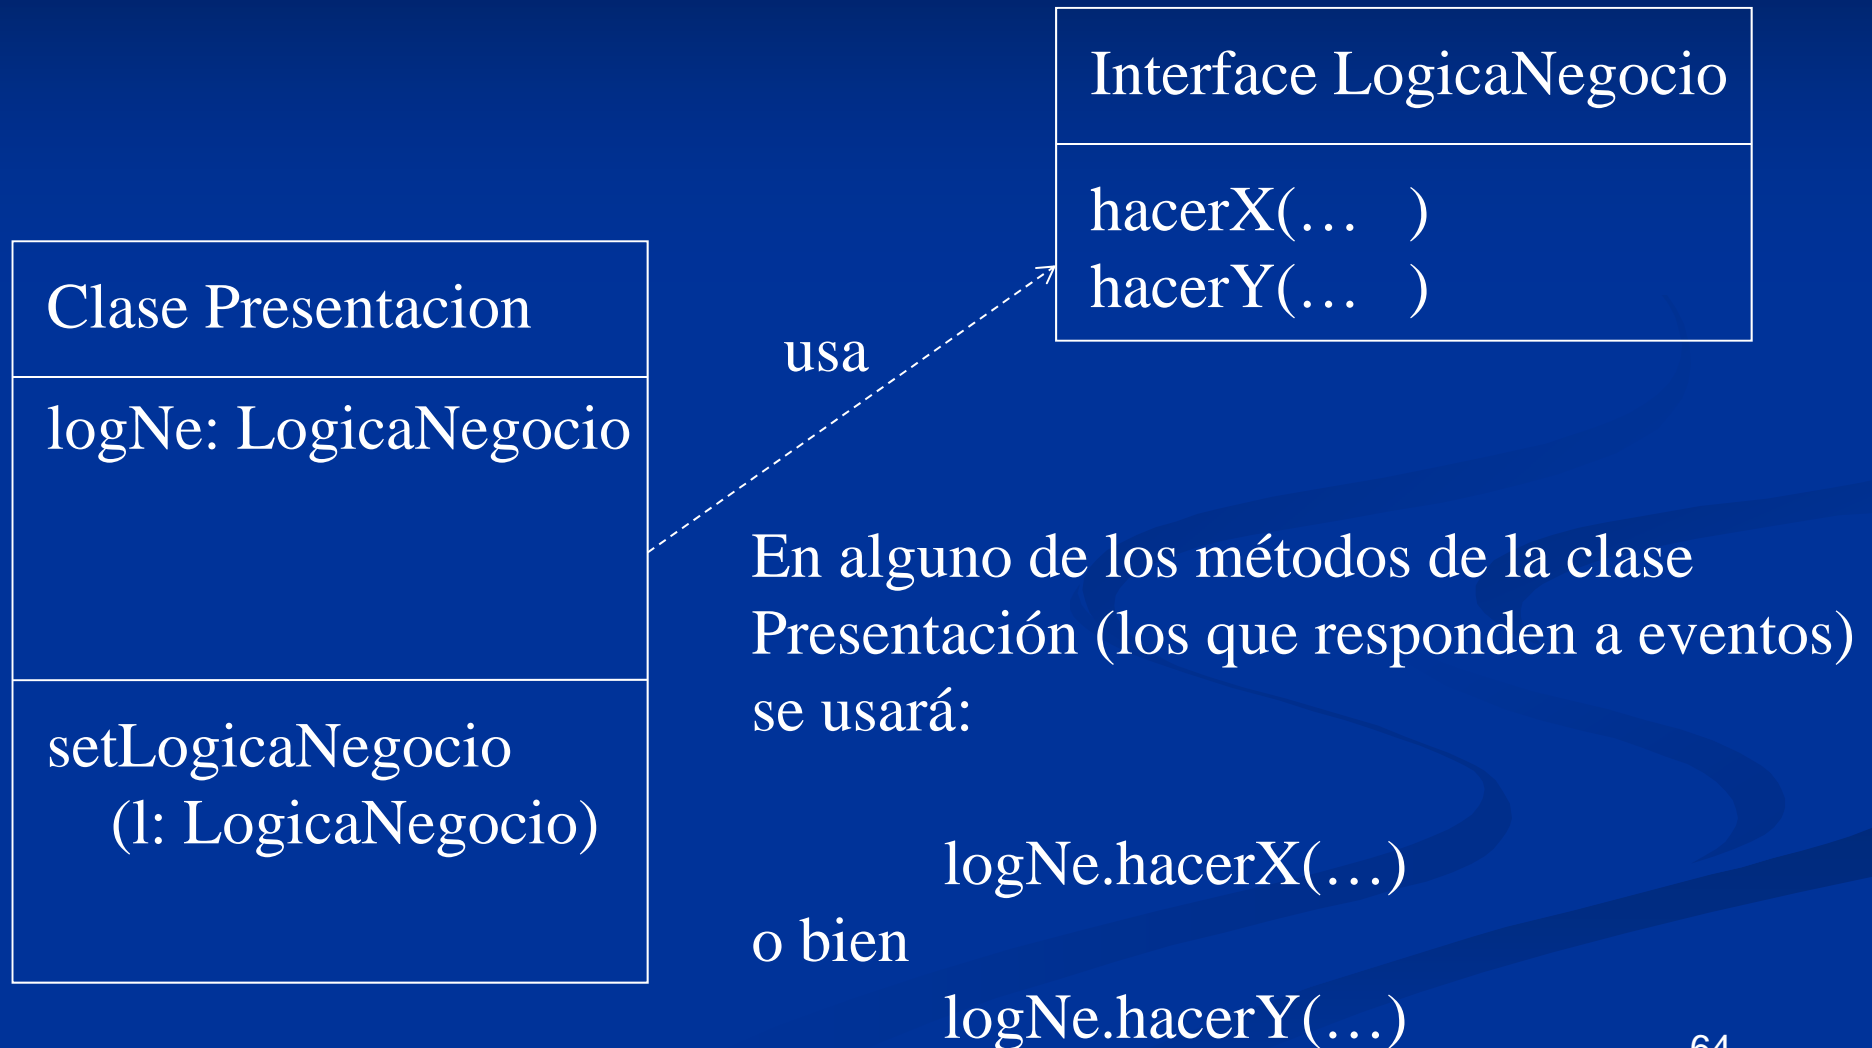 Interface LogicaNegocio
hacerX(… )
hacerY(… )
Clase Presentacion
logNe: LogicaNegocio
setLogicaNegocio
(l: LogicaNegocio)
usa
En alguno de los métodos de la clase
Presentación (los que responden a eventos)
se usará:
logNe.hacerX(…)
o bien
logNe.hacerY(…)
64